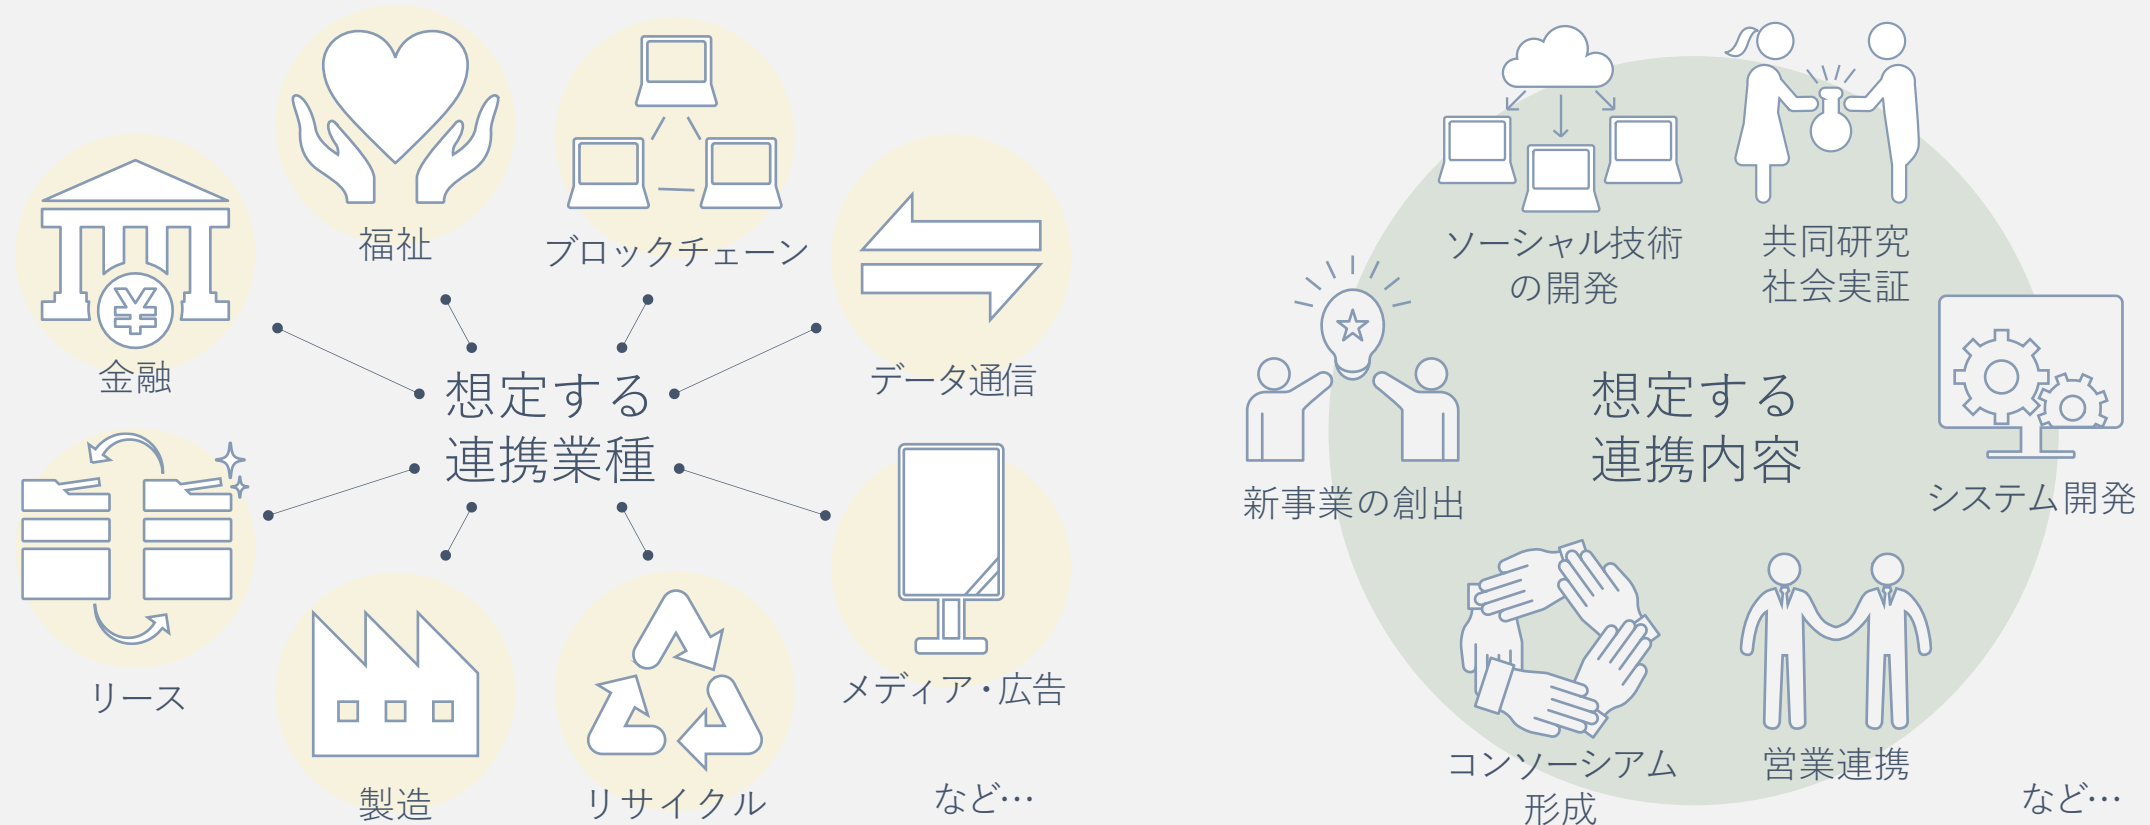 福祉
ブロックチェーン
金融
データ通信
想定する
連携業種
リース
メディア・広告
製造
リサイクル
など…
ソーシャル技術
の開発
共同研究
社会実証
想定する
連携内容
新事業の創出
システム開発
コンソーシアム
形成
営業連携
など…